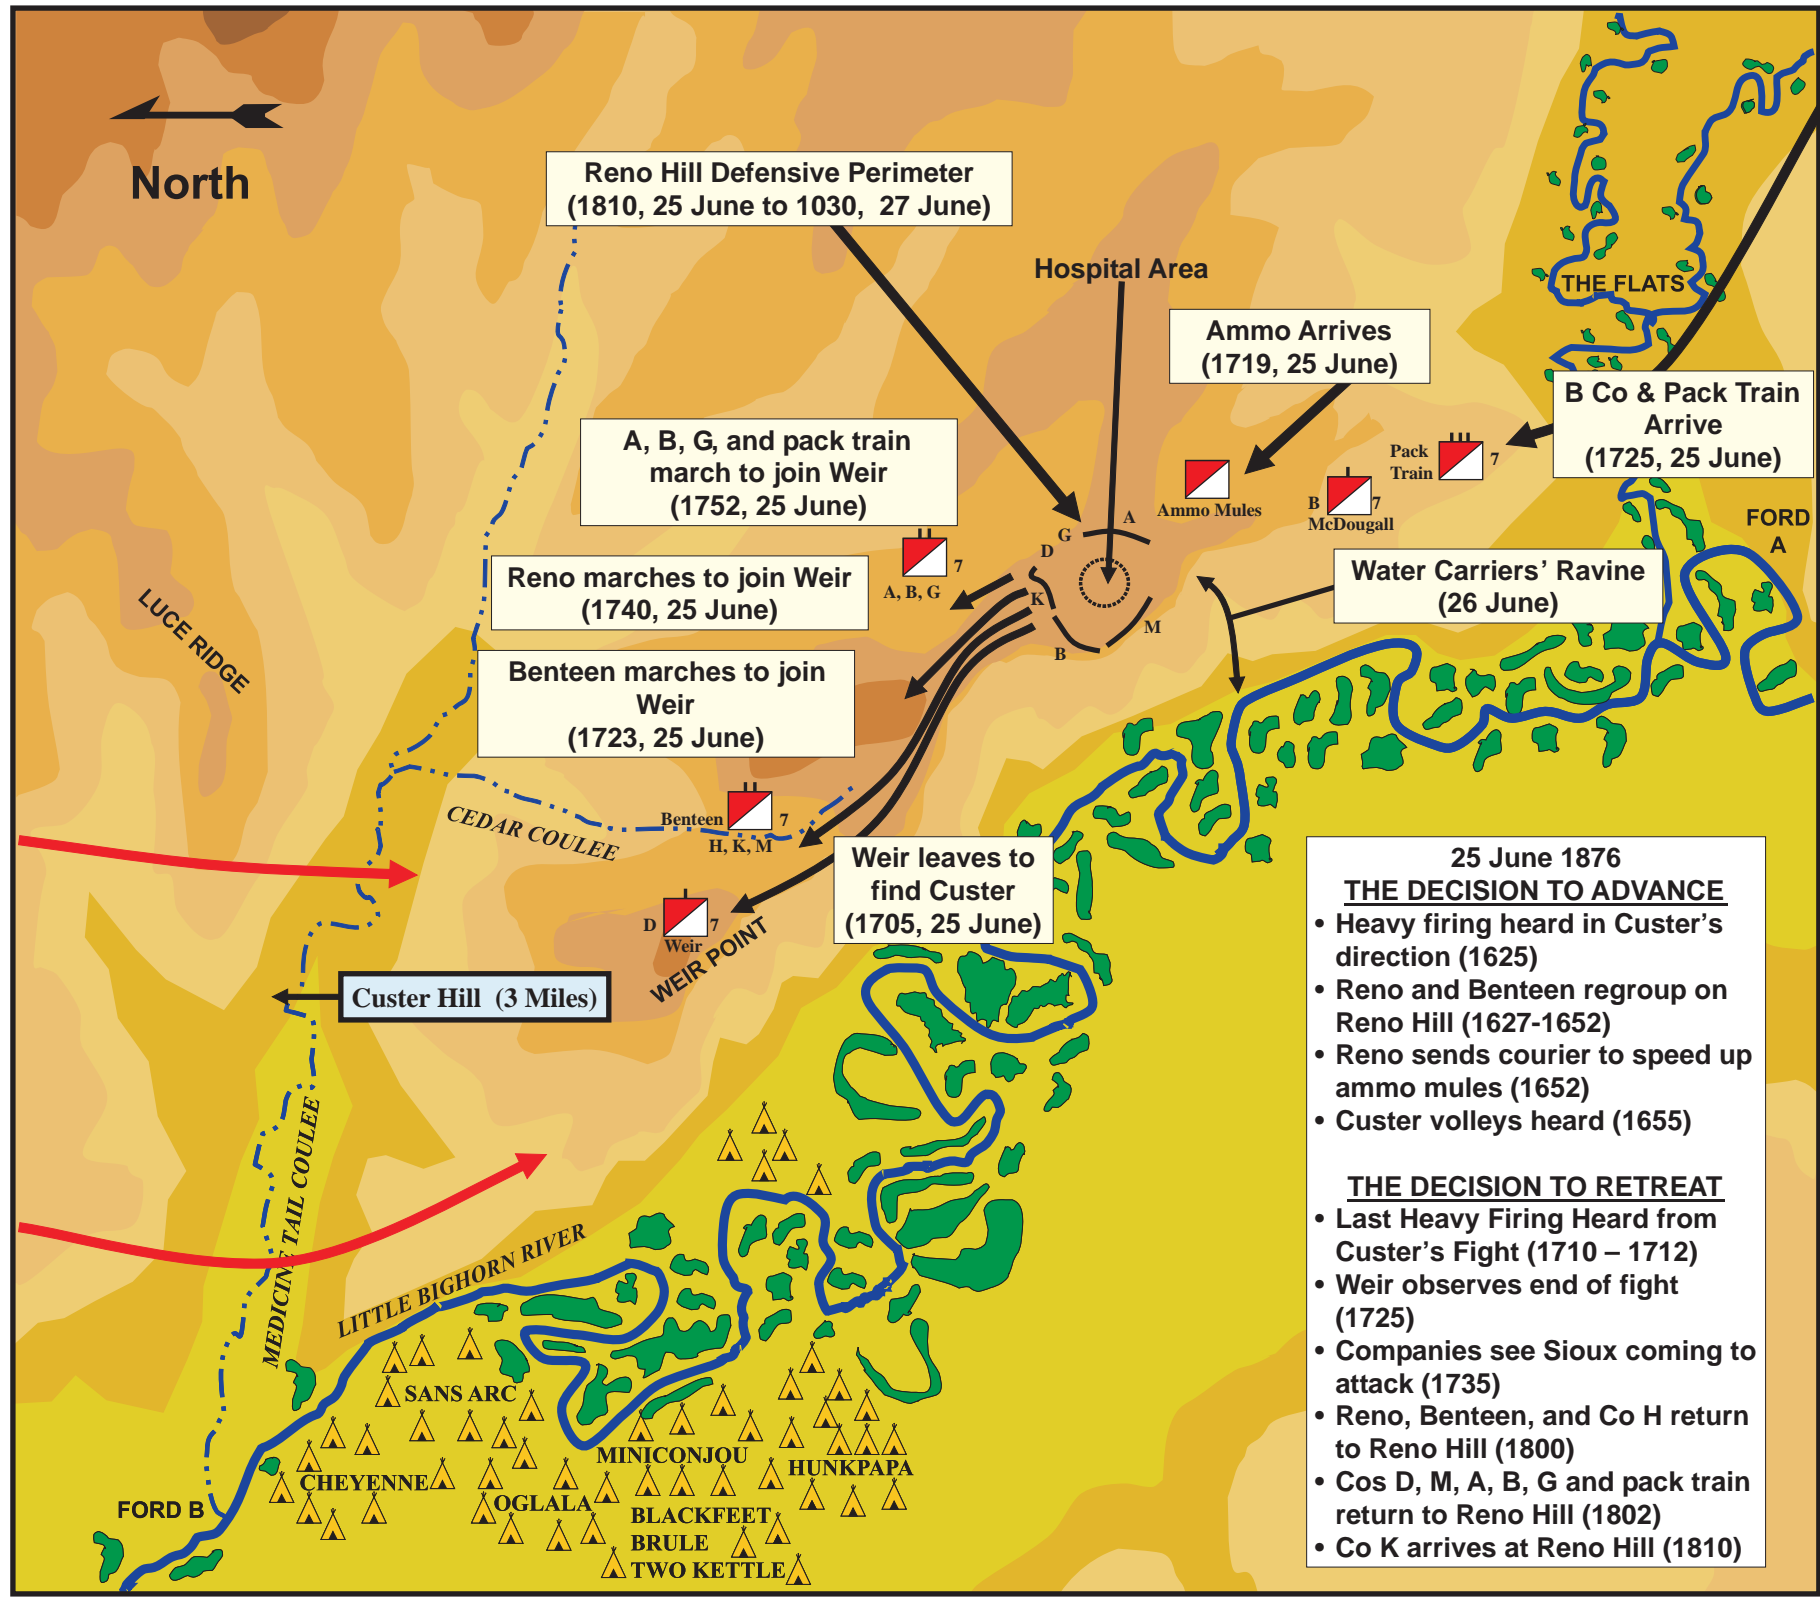 North
Reno Hill Defensive Perimeter
(1810, 25 June to 1030, 27 June)
Hospital Area
THE FLATS
Ammo Arrives
(1719, 25 June)
B Co & Pack Train
Arrive
(1725, 25 June)
A, B, G, and pack train
march to join Weir
(1752, 25 June)
Pack
Train
7
Ammo Mules
B
7
McDougall
FORD
A
G
A
D
K
M
B
7
A, B, G
Reno marches to join Weir
(1740, 25 June)
Water Carriers’ Ravine
(26 June)
LUCE RIDGE
Benteen marches to join
Weir
(1723, 25 June)
CEDAR COULEE
Benteen
7
H, K, M
Weir leaves to
find Custer
(1705, 25 June)
D
7
Weir
WEIR POINT
Custer Hill (3 Miles)
MEDICINE TAIL COULEE
LITTLE BIGHORN RIVER
SANS ARC
MINICONJOU
HUNKPAPA
CHEYENNE
OGLALA
BLACKFEET
BRULE
TWO KETTLE
FORD B
25 June 1876
THE DECISION TO ADVANCE
• Heavy firing heard in Custer’s
direction (1625)
• Reno and Benteen regroup on
Reno Hill (1627-1652)
• Reno sends courier to speed up
ammo mules (1652)
• Custer volleys heard (1655)
THE DECISION TO RETREAT
• Last Heavy Firing Heard from
Custer’s Fight (1710 – 1712)
• Weir observes end of fight
(1725)
• Companies see Sioux coming to
attack (1735)
• Reno, Benteen, and Co H return
to Reno Hill (1800)
• Cos D, M, A, B, G and pack train
return to Reno Hill (1802)
• Co K arrives at Reno Hill (1810)